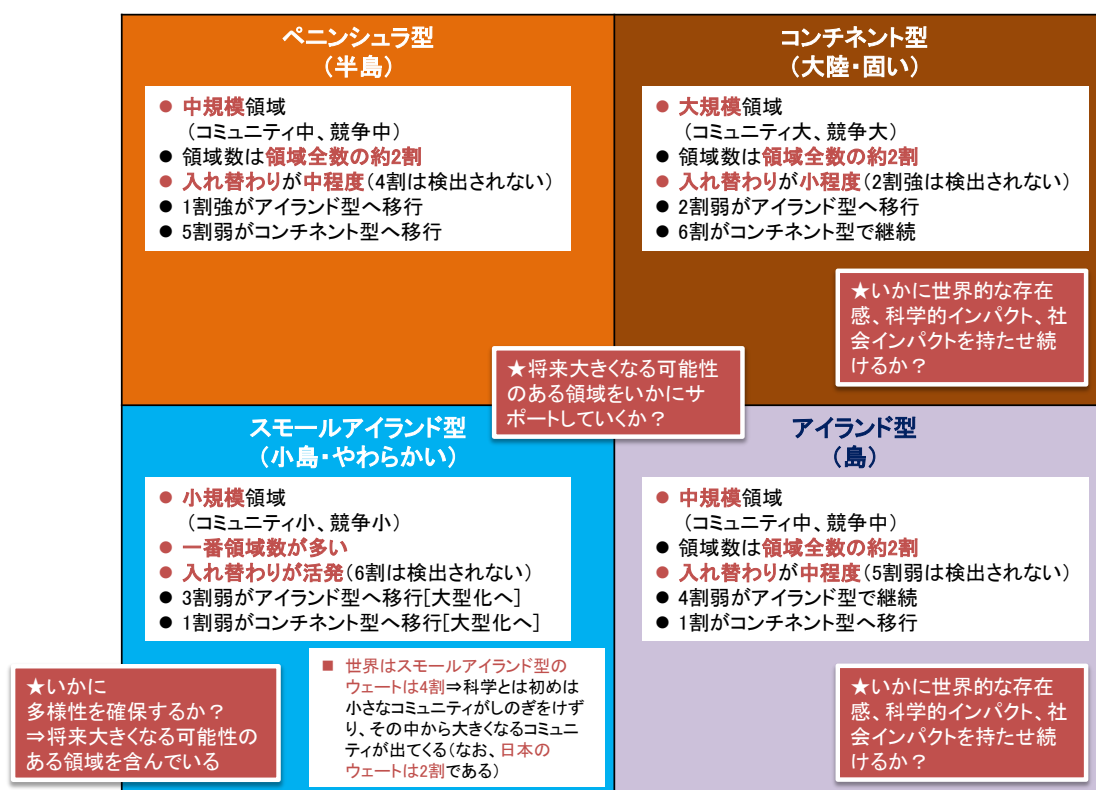 ペニンシュラ型
（半島）
● 中規模領域
（コミュニティ中、競争中）
● 領域数は領域全数の約2割
● 入れ替わりが中程度（4割は検出されない）
● 1割強がアイランド型へ移行
● 5割弱がコンチネント型へ移行
コンチネント型
（大陸・固い）
● 大規模領域
（コミュニティ大、競争大）
● 領域数は領域全数の約2割
● 入れ替わりが小程度（2割強は検出されない）
● 2割弱がアイランド型へ移行
● 6割がコンチネント型で継続
★いかに世界的な存在
感、科学的インパクト、社
会インパクトを持たせ続
けるか？
★将来大きくなる可能性
のある領域をいかにサ
ポートしていくか？
スモールアイランド型
（小島・やわらかい）
● 小規模領域
（コミュニティ小、競争小）
● 一番領域数が多い
● 入れ替わりが活発（6割は検出されない）
● 3割弱がアイランド型へ移行[大型化へ]
● 1割弱がコンチネント型へ移行[大型化へ]
■ 世界はスモールアイランド型の
ウェートは4割⇒科学とは初めは
小さなコミュニティがしのぎをけず
り、その中から大きくなるコミュニ
ティが出てくる（なお、日本の
ウェートは2割である）
★いかに
多様性を確保するか？
⇒将来大きくなる可能性の
ある領域を含んでいる
アイランド型
（島）
● 中規模領域
（コミュニティ中、競争中）
● 領域数は領域全数の約2割
● 入れ替わりが中程度（5割弱は検出されない）
● 4割弱がアイランド型で継続
● 1割がコンチネント型へ移行
★いかに世界的な存在
感、科学的インパクト、社
会インパクトを持たせ続
けるか？